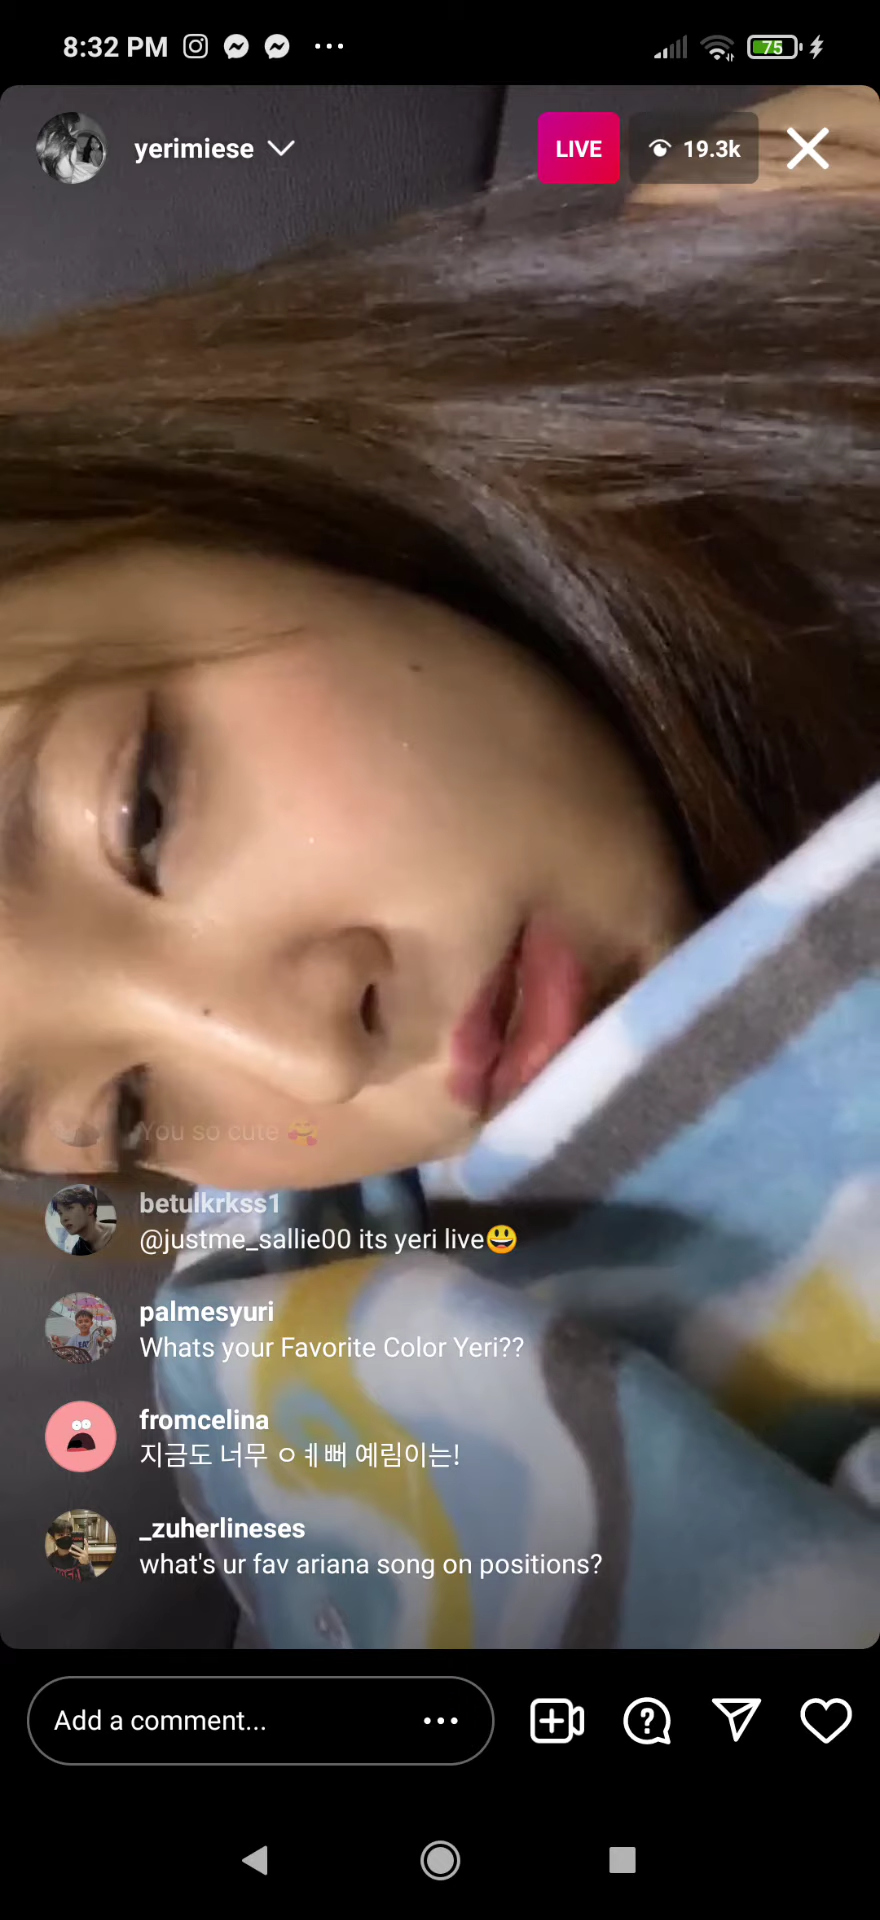 8:32 PM
75
yerimiese
LIVE
19.3k
You so cute 🥰
betulkrkss1
@justme_sallie00 its yeri live😃
palmesyuri
Whats your Favorite Color Yeri??
fromcelina
지금도 너무 ㅇㅖ뻐 예림이는!
_zuherlineses
what's ur fav ariana song on positions?
Add a comment...